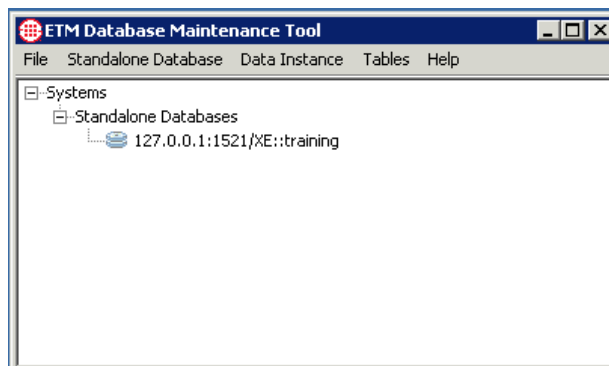 ETM Database Maintenance Tool
File Standalone Database Data Instance Tables Help
Systems
Standalone Databases
127.0.0.1:1521/XE::training